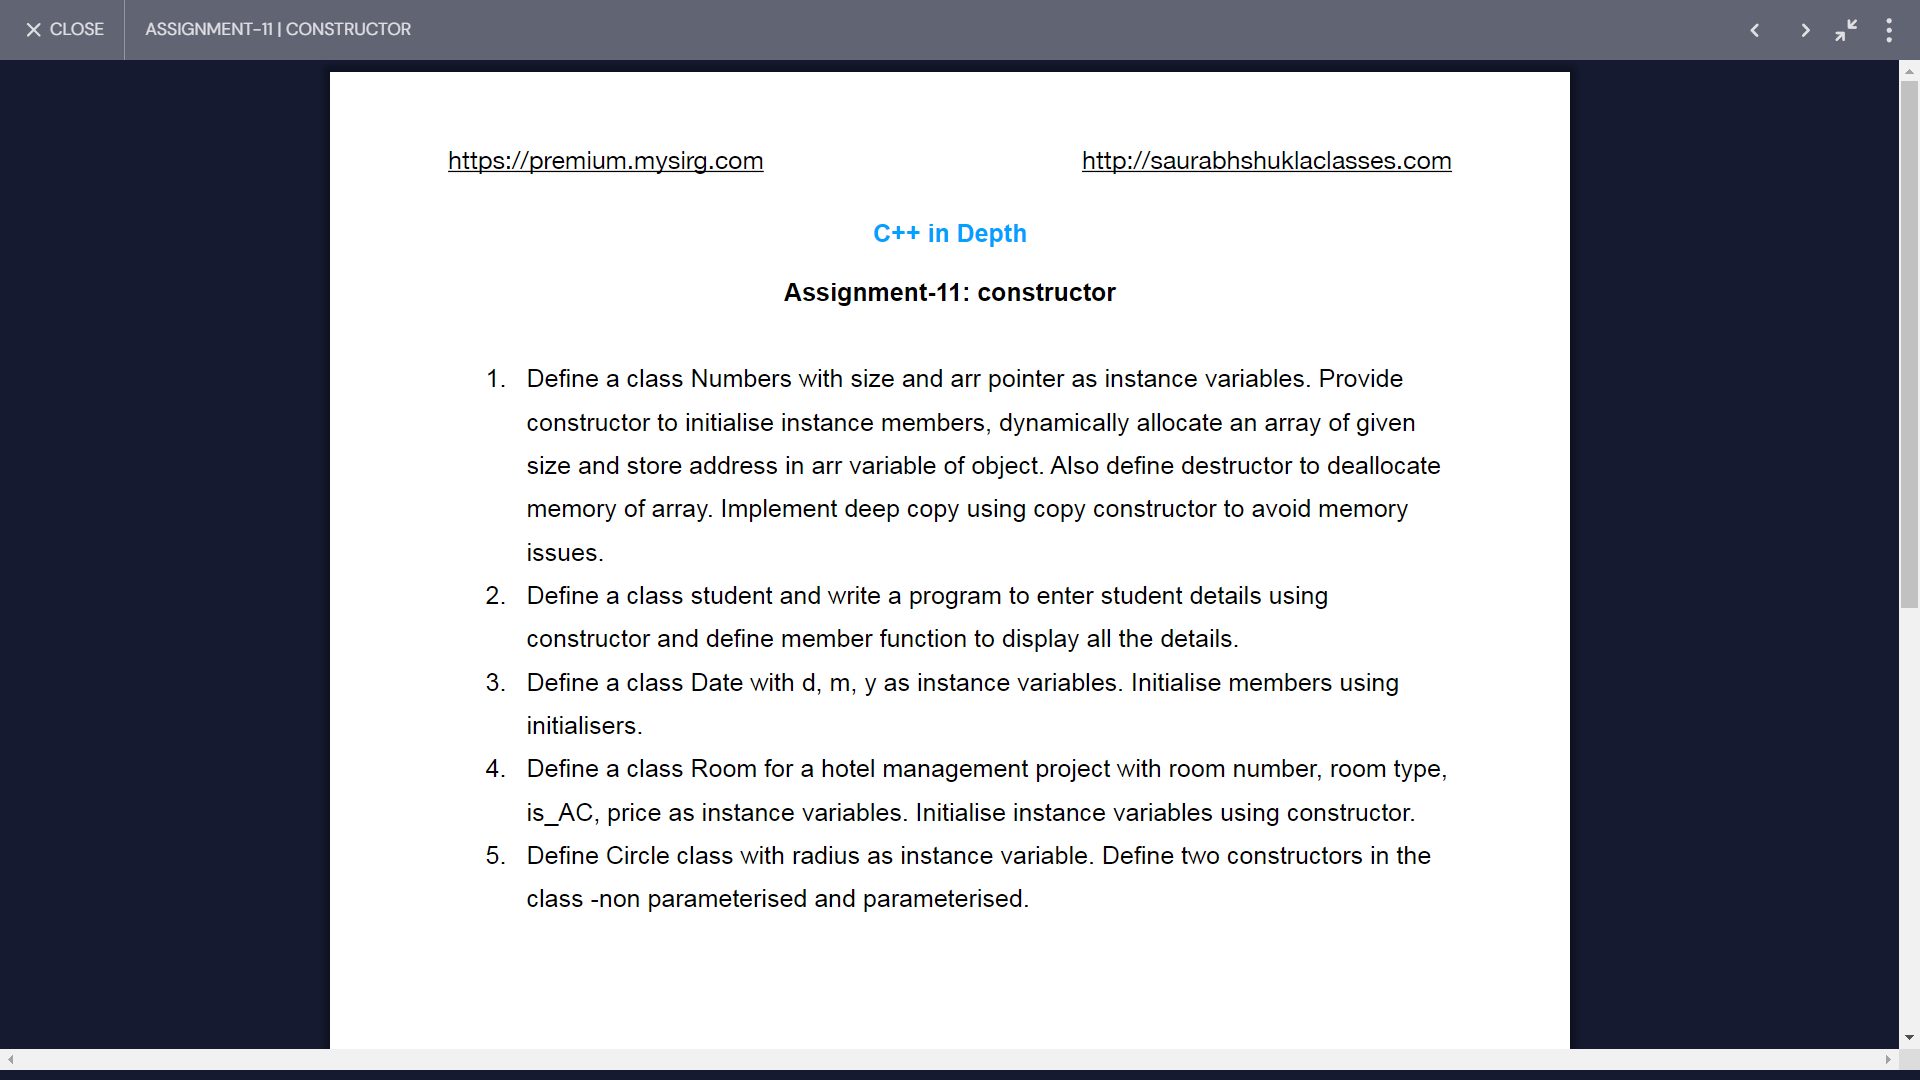 CLOSE
ASSIGNMENT-11 | CONSTRUCTOR
https://premium.mysirg.com
http://saurabhshuklaclasses.com
C++ in Depth
Assignment-11: constructor
1. Define a class Numbers with size and arr pointer as instance variables. Provide
constructor to initialise instance members, dynamically allocate an array of given
size and store address in arr variable of object. Also define destructor to deallocate
memory of array. Implement deep copy using copy constructor to avoid memory
issues.
2. Define a class student and write a program to enter student details using
constructor and define member function to display all the details.
3. Define a class Date with d, m, y as instance variables. Initialise members using
initialisers.
4. Define a class Room for a hotel management project with room number, room type,
is_AC, price as instance variables. Initialise instance variables using constructor.
5. Define Circle class with radius as instance variable. Define two constructors in the
class -non parameterised and parameterised.